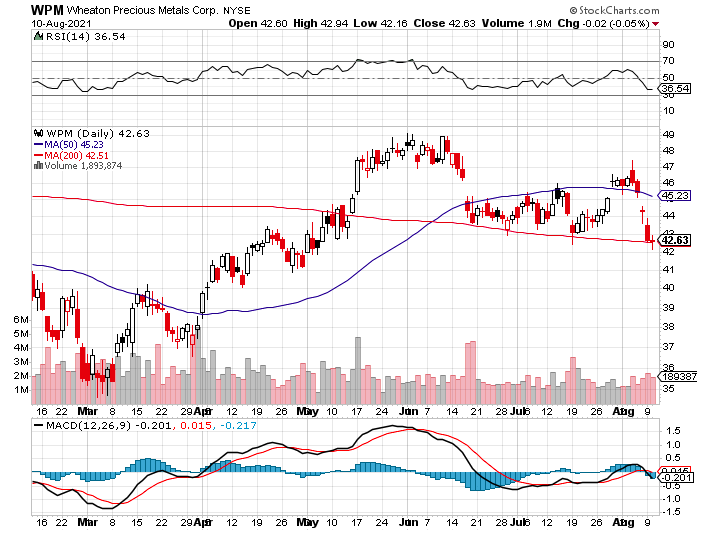 WPM Wheaton Precious Metals Corp. NYSE © StockCharts.com
10-Aug-2021 Open 42.60 High 42.94 Low 42.16 Close 42.63 Volume 1.9M Chg -0.02 (-0.05%)
RSI(14) 36.54
90
70
50
36.54
30
10
WPM (Daily) 42.63
MA(50) 45.23
MA(200) 42.51
Volume 1,893,874
49
48
47
46
45.23
44
42.63
42
41
40
39
38
37
36
35
6M
5M
4M
3M
2M
1M
1893874
16 22 Mar 8 15 22 29 Apr 12 19 26 May 10 17 24 Jun 7 14 21 Jul 12 19 26 Aug 9
MACD(12,26,9) -0.201, 0.015, -0.217
1.5
1.0
0.5
0.015
-0.201
-0.5
-1.0
-1.5
16 22 Mar 8 15 22 29 Apr 12 19 26 May 10 17 24 Jun 7 14 21 Jul 12 19 26 Aug 9